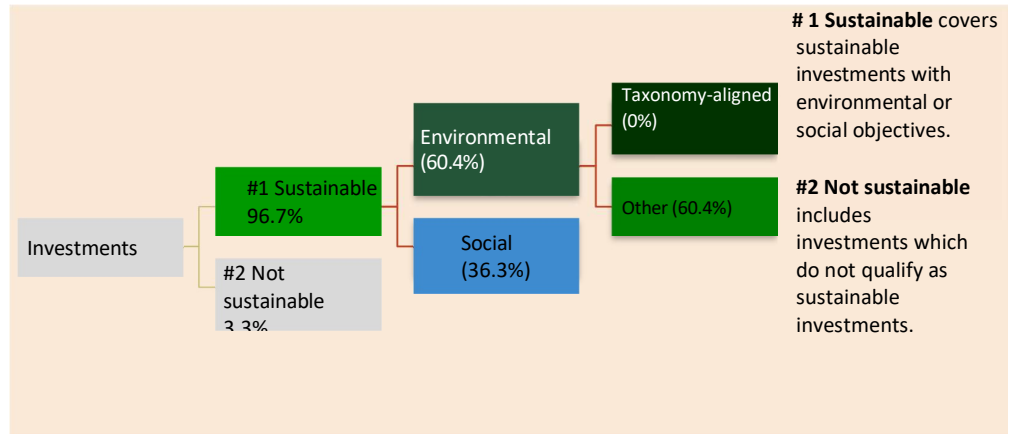 Investments
#1 Sustainable
96.7%
#2 Not
sustainable
3.3%
Environmental
(60.4%)
Social
(36.3%)
Taxonomy-aligned
(0%)
Other (60.4%)
# 1 Sustainable covers
sustainable
investments with
environmental or
social objectives.
#2 Not sustainable
includes
investments which
do not qualify as
sustainable
investments.